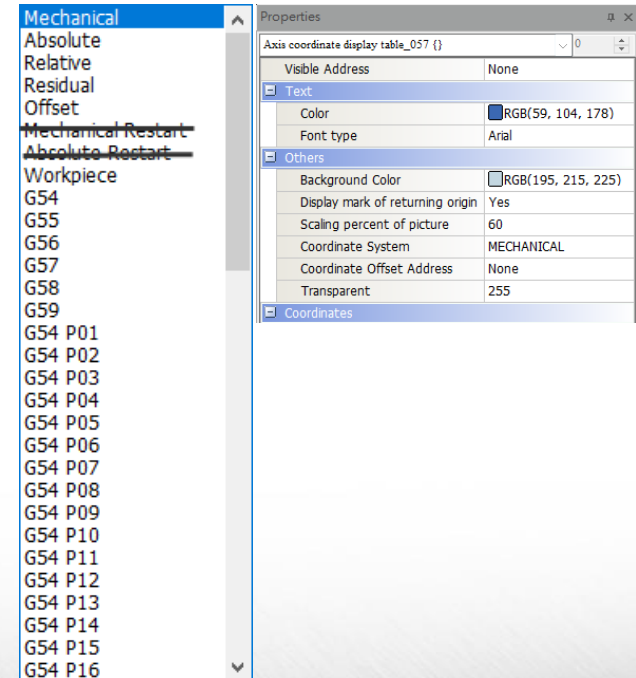 Mechanical
Absolute
Relative
Residual
Offset
Mechanical Restart
Absolute Restart
Workpiece
G54
G55
G56
G57
G58
G59
G54 P01
G54 P02
G54 P03
G54 P04
G54 P05
G54 P06
G54 P07
G54 P08
G54 P09
G54 P10
G54 P11
G54 P12
G54 P13
G54 P14
G54 P15
G54 P16
Properties
Axis coordinate display table_057 {} 0
Visible Address None
Text
Color RGB(59, 104, 178)
Font type Arial
Others
Background Color RGB(195, 215, 225)
Display mark of returning origin Yes
Scaling percent of picture 60
Coordinate System MECHANICAL
Coordinate Offset Address None
Transparent 255
Coordinates